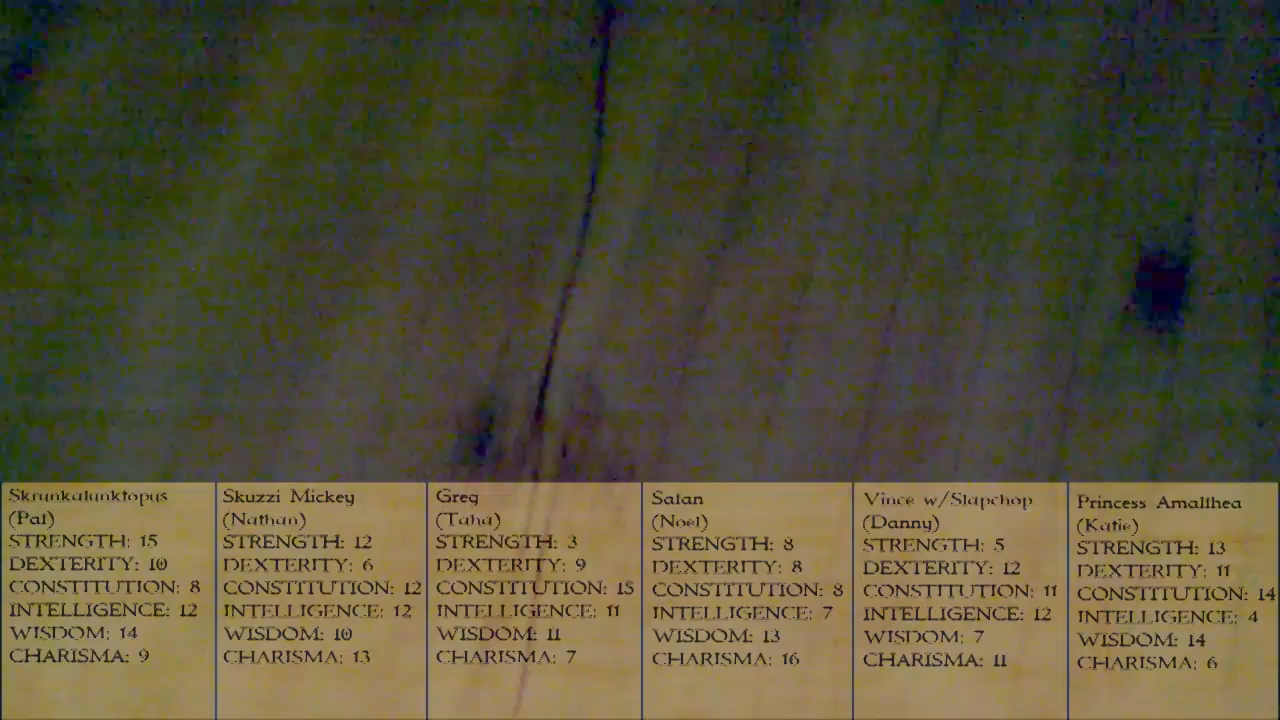 Skrunkalunktopus
(Pat)
STRENGTH: 15
DEXTERITY: 10
CONSTITUTION: 8
INTELLIGENCE: 12
WISDOM: 14
CHARISMA: 9
Skuzzi Mickey
(Nathan)
STRENGTH: 12
DEXTERITY: 6
CONSTITUTION: 12
INTELLIGENCE: 12
WISDOM: 10
CHARISMA: 13
Greg
(Taha)
STRENGTH: 3
DEXTERITY: 9
CONSTITUTION: 15
INTELLIGENCE: 11
WISDOM: 11
CHARISMA: 7
Satan
(Noel)
STRENGTH: 8
DEXTERITY: 8
CONSTITUTION: 8
INTELLIGENCE: 7
WISDOM: 13
CHARISMA: 16
Vince w/Slapchop
(Danny)
STRENGTH: 5
DEXTERITY: 12
CONSTITUTION: 11
INTELLIGENCE: 12
WISDOM: 7
CHARISMA: 11
Princess Amalthea
(Katie)
STRENGTH: 13
DEXTERITY: 11
CONSTITUTION: 14
INTELLIGENCE: 4
WISDOM: 14
CHARISMA: 6